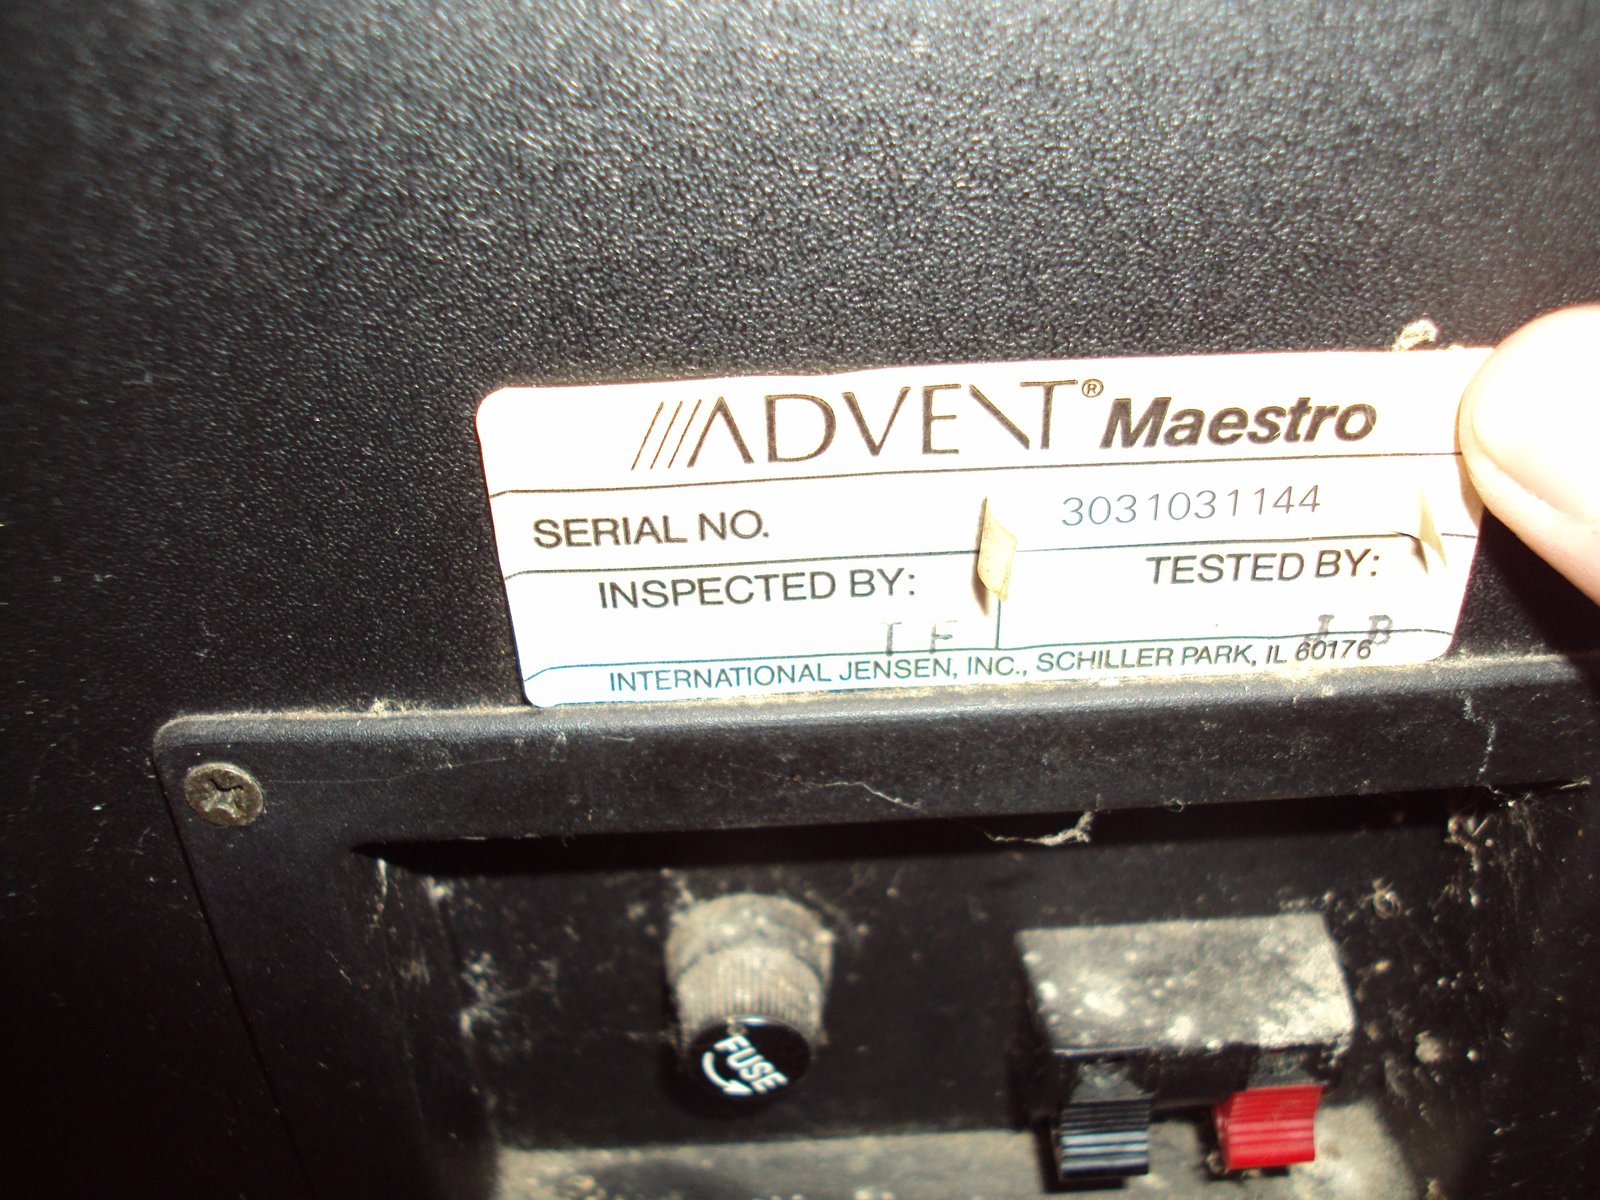 ADVENT® Maestro
SERIAL NO. 3031031144
INSPECTED BY: TESTED BY:
T F J B
INTERNATIONAL JENSEN, INC., SCHILLER PARK, IL 60176
FUSE